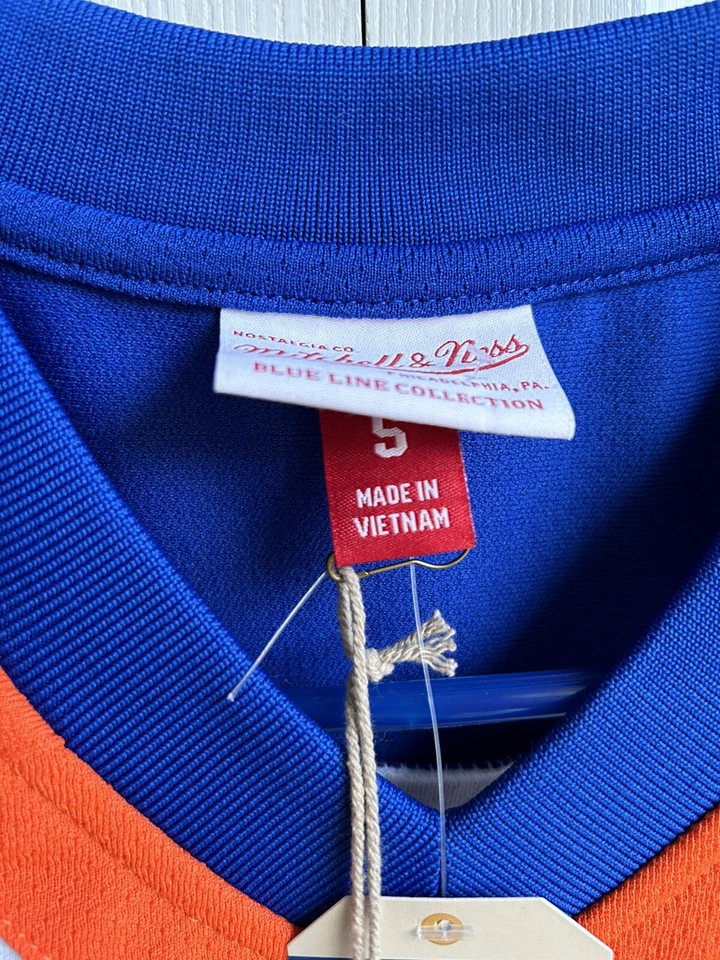 NOSTALGIA CO.
Mitchell & Ness
PHILADELPHIA, PA.
BLUE LINE COLLECTION
S
MADE IN
VIETNAM